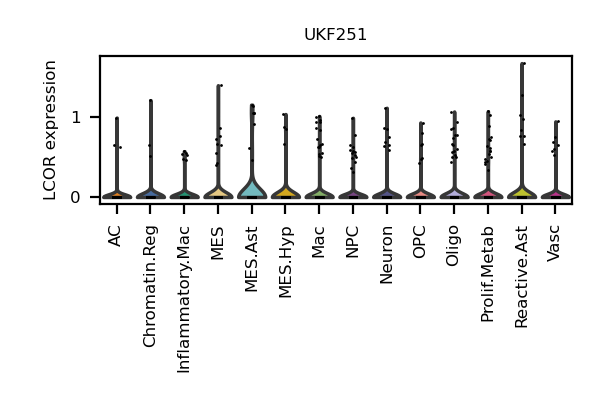 UKF251
LCOR expression
1
0
AC
Chromatin.Reg
Inflammatory.Mac
MES
MES.Ast
MES.Hyp
Mac
NPC
Neuron
OPC
Oligo
Prolif.Metab
Reactive.Ast
Vasc